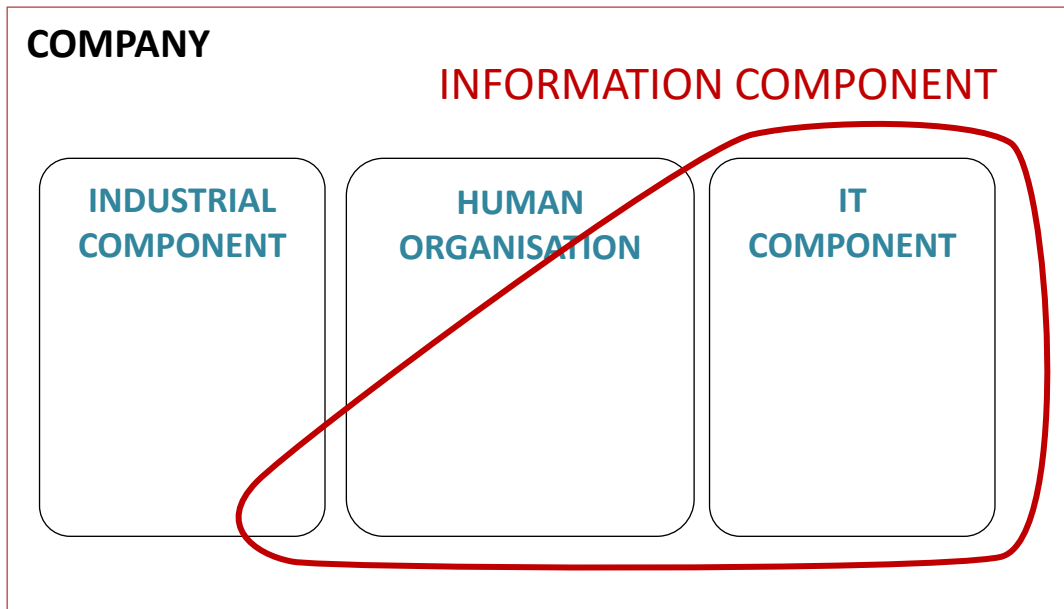 COMPANY
INFORMATION COMPONENT
INDUSTRIAL
COMPONENT
HUMAN
ORGANISATION
IT
COMPONENT